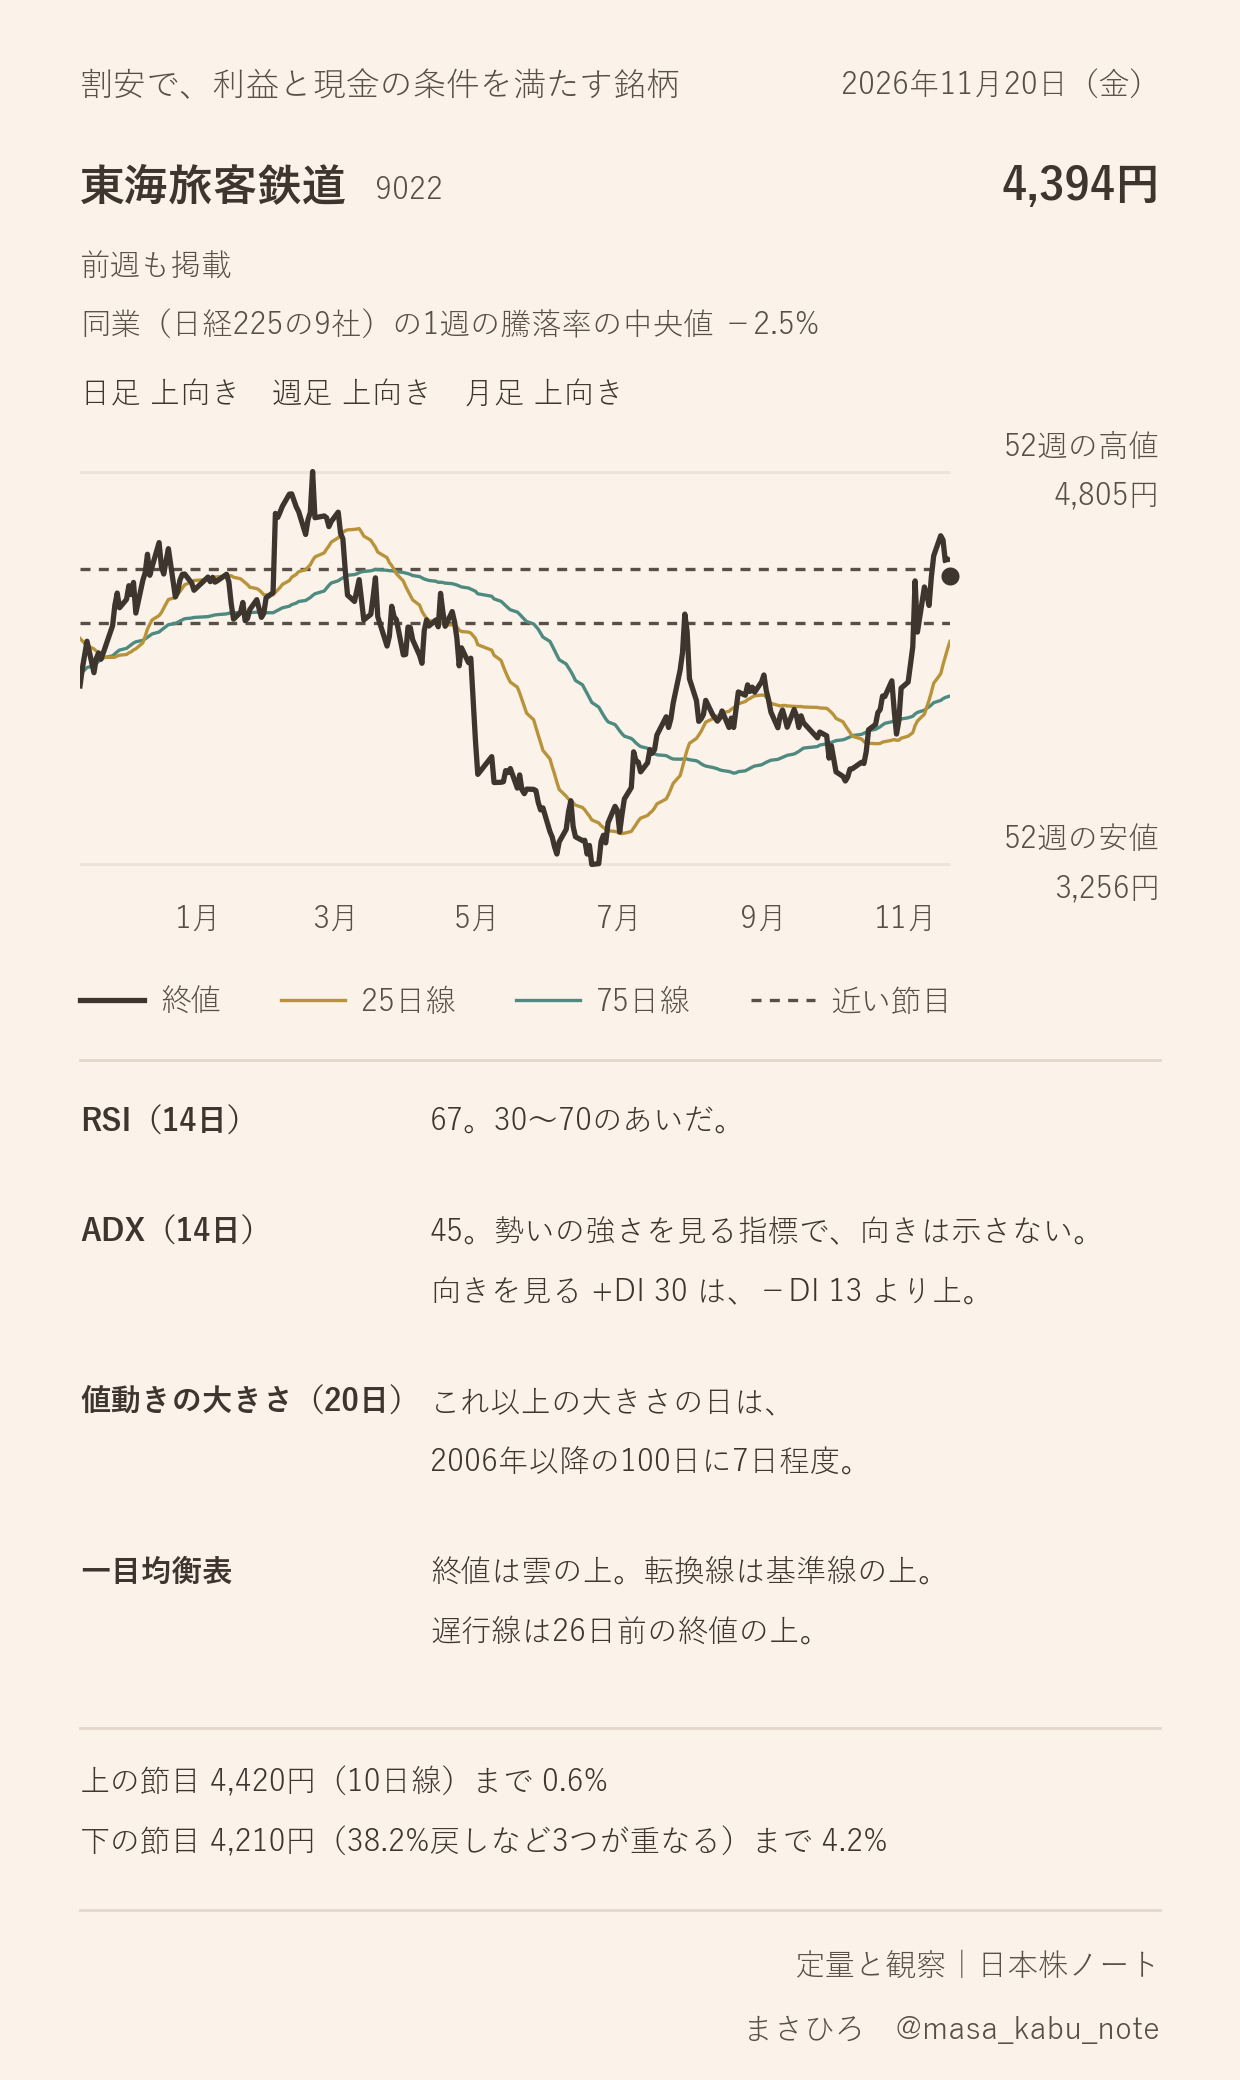 割安で、利益と現金の条件を満たす銘柄 2026年11月20日（金）
東海旅客鉄道 9022 4,394円
前週も掲載
同業（日経225の9社）の1週の騰落率の中央値 －2.5%
日足 上向き 週足 上向き 月足 上向き
52週の高値
4,805円
52週の安値
3,256円
1月 3月 5月 7月 9月 11月
終値 25日線 75日線 近い節目
RSI（14日） 67。30〜70のあいだ。
ADX（14日） 45。勢いの強さを見る指標で、向きは示さない。
向きを見る +DI 30 は、－DI 13 より上。
値動きの大きさ（20日） これ以上の大きさの日は、
2006年以降の100日に7日程度。
一目均衡表 終値は雲の上。転換線は基準線の上。
遅行線は26日前の終値の上。
上の節目 4,420円（10日線）まで 0.6%
下の節目 4,210円（38.2%戻しなど3つが重なる）まで 4.2%
定量と観察｜日本株ノート
まさひろ @masa_kabu_note